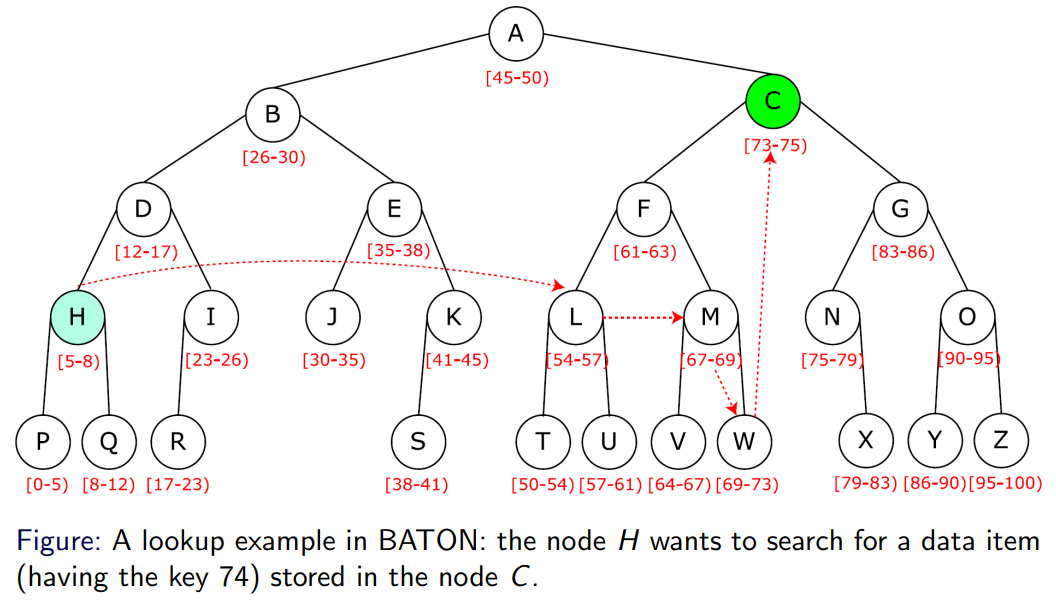 A
[45-50)
B
C
[26-30)
[73-75)
D
E
F
G
[12-17)
[35-38)
[61-63)
[83-86)
H
I
J
K
L
M
N
O
[5-8)
[23-26)
[30-35)
[41-45)
[54-57)
[67-69)
[75-79)
[90-95)
P
Q
R
S
T
U
V
W
X
Y
Z
[0-5)
[8-12)
[17-23)
[38-41)
[50-54)
[57-61)
[64-67)
[69-73)
[79-83)
[86-90)
[95-100)
Figure: A lookup example in BATON: the node H wants to search for a data item
(having the key 74) stored in the node C.